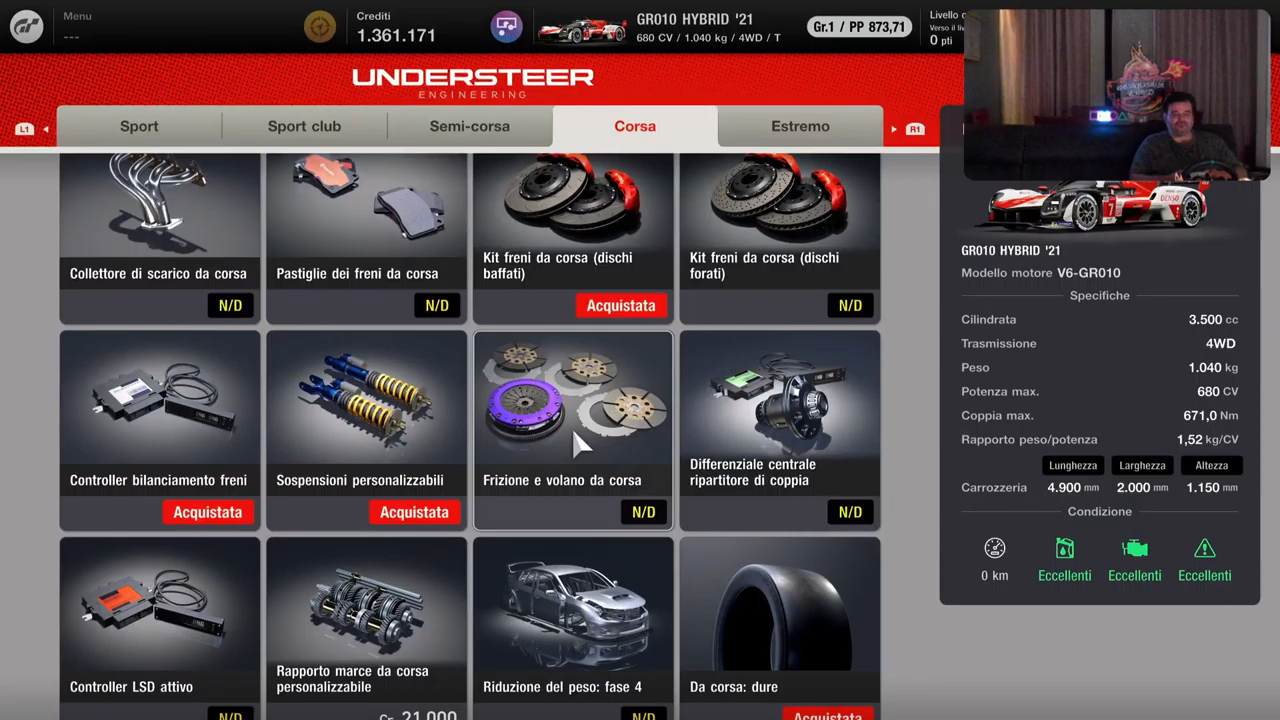 Menu
---
Crediti
1.361.171
GR010 HYBRID '21
680 CV / 1.040 kg / 4WD / T
Gr.1 / PP 873,71
Livello
Verso il
0 pti
UNDERSTEER
ENGINEERING
L1
Sport
Sport club
Semi-corsa
Corsa
Estremo
R1
Collettore di scarico da corsa
N/D
Pastiglie dei freni da corsa
N/D
Kit freni da corsa (dischi
baffati)
Acquistata
Kit freni da corsa (dischi
forati)
N/D
Controller bilanciamento freni
Acquistata
Sospensioni personalizzabili
Acquistata
Frizione e volano da corsa
N/D
Differenziale centrale
ripartitore di coppia
N/D
Controller LSD attivo
N/D
Rapporto marce da corsa
personalizzabile
Cr. 21.000
Riduzione del peso: fase 4
N/D
Da corsa: dure
Acquistata
GR010 HYBRID '21
Modello motore V6-GR010
Specifiche
Cilindrata 3.500 cc
Trasmissione 4WD
Peso 1.040 kg
Potenza max. 680 CV
Coppia max. 671,0 Nm
Rapporto peso/potenza 1,52 kg/CV
Lunghezza Larghezza Altezza
Carrozzeria 4.900 mm 2.000 mm 1.150 mm
Condizione
0 km Eccellenti Eccellenti Eccellenti